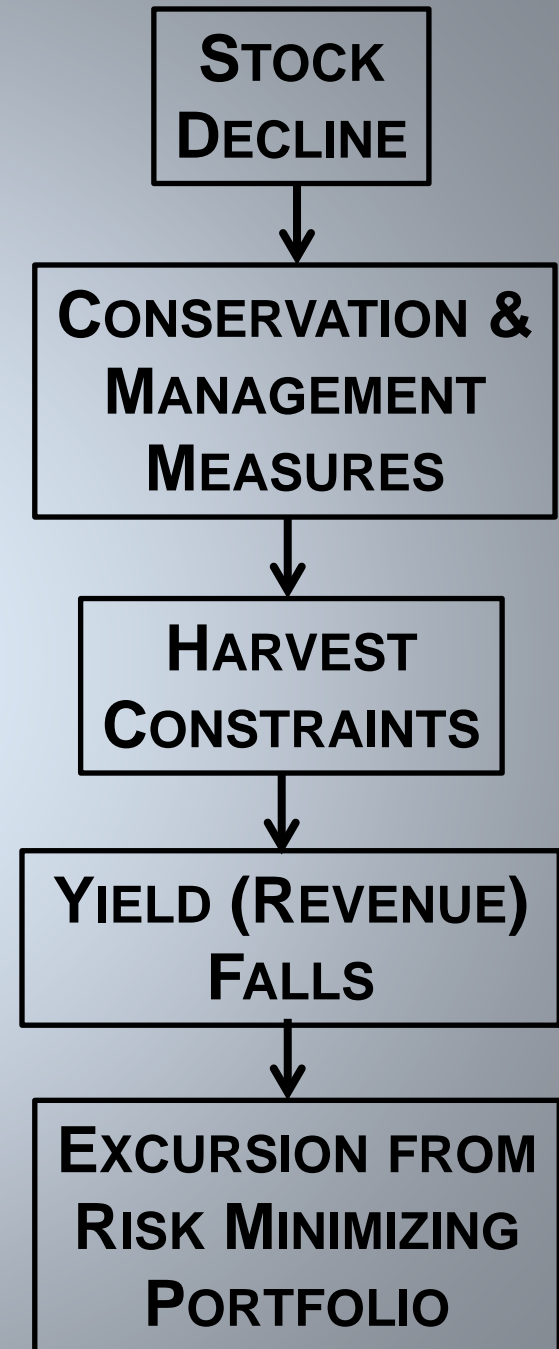 STOCK
DECLINE
CONSERVATION &
MANAGEMENT
MEASURES
HARVEST
CONSTRAINTS
YIELD (REVENUE)
FALLS
EXCURSION FROM
RISK MINIMIZING
PORTFOLIO